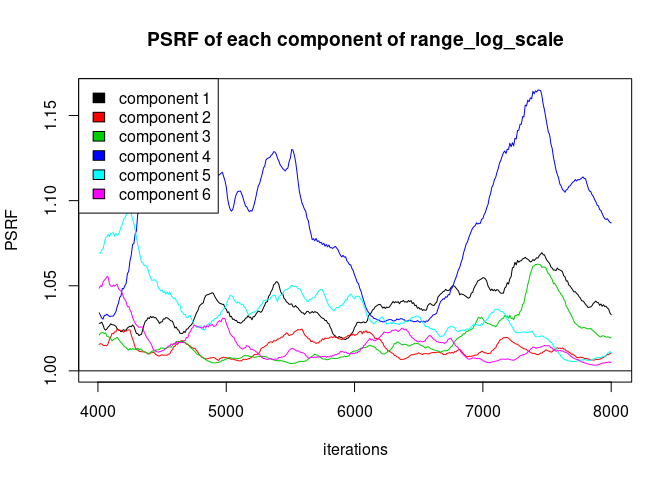 PSRF of each component of range_log_scale
component 1
component 2
component 3
component 4
component 5
component 6
PSRF
1.15
1.10
1.05
1.00
4000 5000 6000 7000 8000
iterations